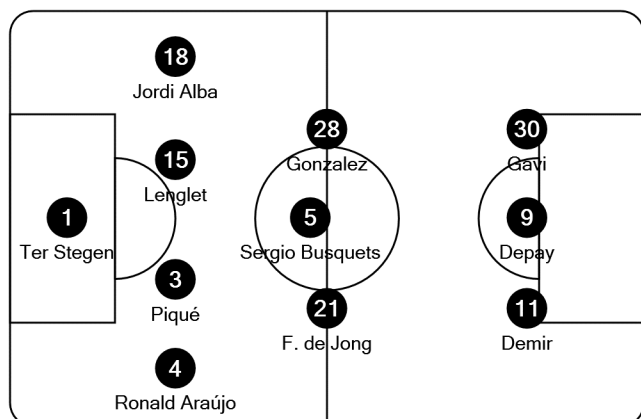 18
Jordi Alba
15
Lenglet
1
Ter Stegen
3
Piqué
4
Ronald Araújo
28
Gonzalez
5
Sergio Busquets
21
F. de Jong
30
Gavi
9
Depay
11
Demir